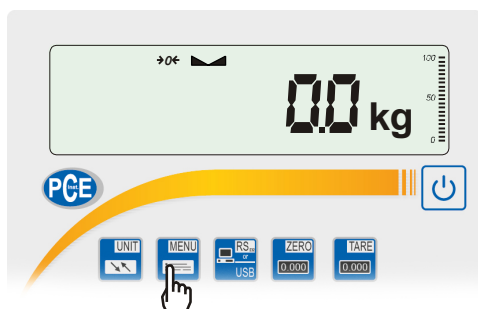 →0←
100
50
0
0.0 kg
PCE
Inst.
UNIT
MENU
RSm
or
USB
ZERO
0.000
TARE
0.000